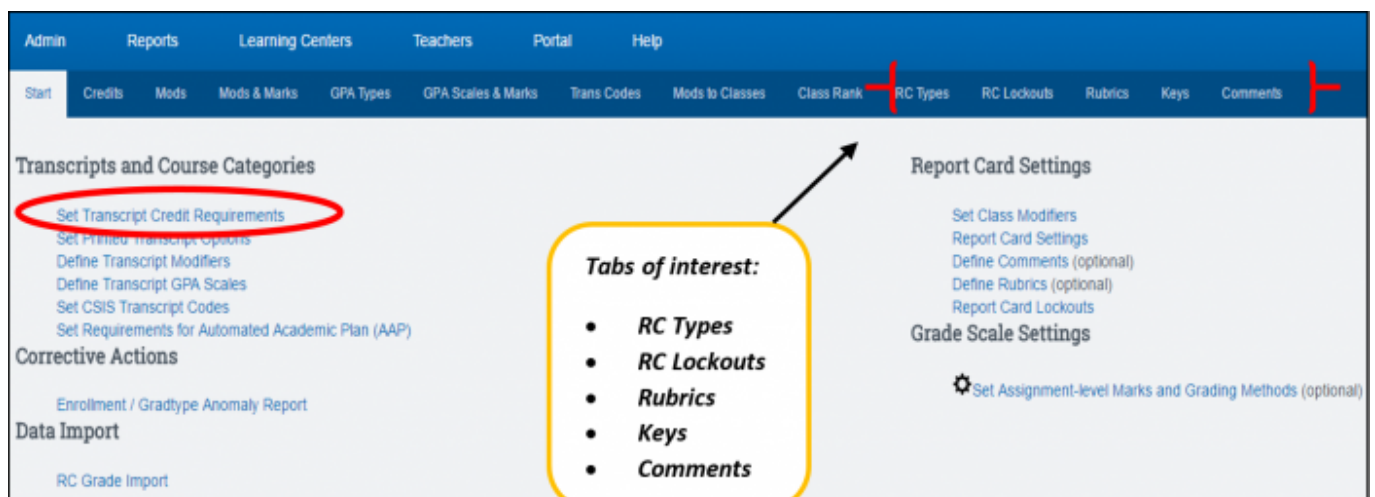 Admin Reports Learning Centers Teachers Portal Help
Start Credits Mods Mods & Marks GPA Types GPA Scales & Marks Trans Codes Mods to Classes Class Rank RC Types RC Lockouts Rubrics Keys Comments
Transcripts and Course Categories
Set Transcript Credit Requirements
Set Printed Transcript Options
Define Transcript Modifiers
Define Transcript GPA Scales
Set CSIS Transcript Codes
Set Requirements for Automated Academic Plan (AAP)
Corrective Actions
Enrollment / Gradtype Anomaly Report
Data Import
RC Grade Import
Tabs of interest:
• RC Types
• RC Lockouts
• Rubrics
• Keys
• Comments
Report Card Settings
Set Class Modifiers
Report Card Settings
Define Comments (optional)
Define Rubrics (optional)
Report Card Lockouts
Grade Scale Settings
Set Assignment-level Marks and Grading Methods (optional)